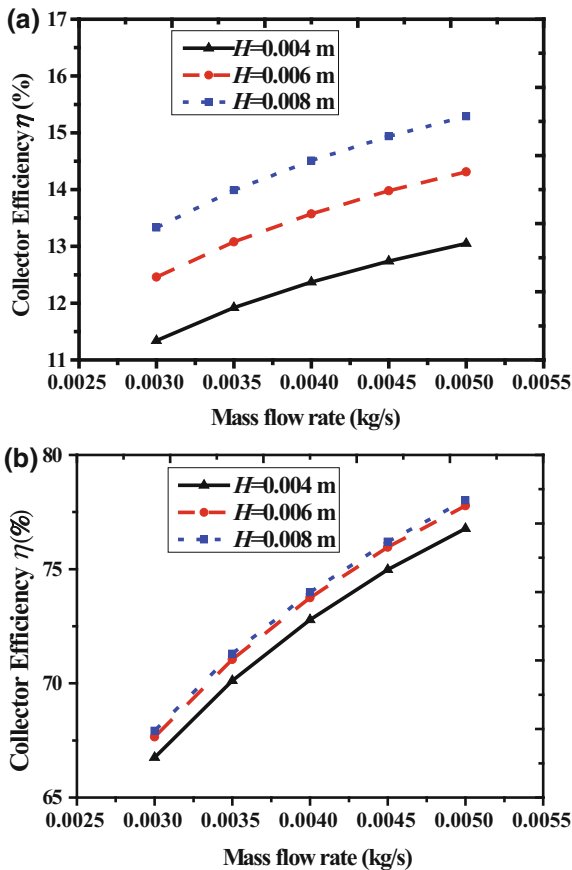 (a)
17
16
15
14
13
12
11
Collector Efficiency η (%)
H=0.004 m
H=0.006 m
H=0.008 m
0.0025 0.0030 0.0035 0.0040 0.0045 0.0050 0.0055
Mass flow rate (kg/s)
(b)
80
75
70
65
Collector Efficiency η(%)
H=0.004 m
H=0.006 m
H=0.008 m
0.0025 0.0030 0.0035 0.0040 0.0045 0.0050 0.0055
Mass flow rate (kg/s)